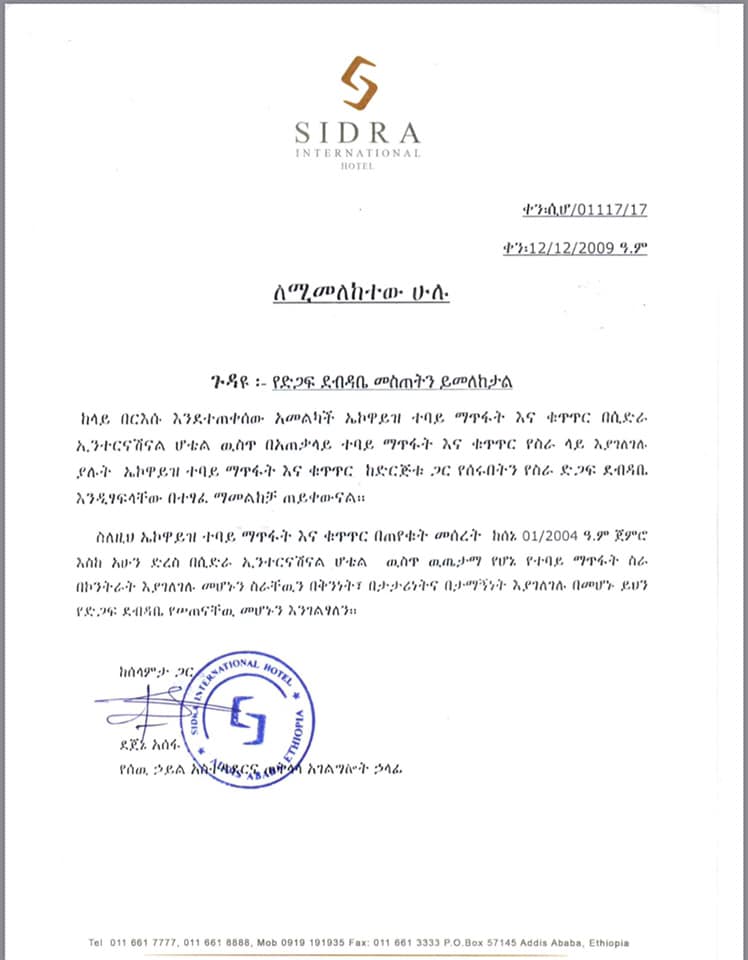 SIDRA
INTERNATIONAL
HOTEL
ቀን፡ሲሆ/01117/17
ቀን፡12/12/2009 ዓ.ም
ለሚመለከተው ሁሉ
ጉዳዩ ፡- የድጋፍ ደብዳቤ መስጠትን ይመለከታል
ከላይ በርእሱ እንደተጠቀሰው አመልካች ኤኮዋይዝ ተባይ ማጥፋት እና ቁጥጥር በሲድራ
ኢንተርናሽናል ሆቴል ዉስጥ በአጠቃላይ ተባይ ማጥፋት እና ቁጥጥር የስራ ላይ እያገለገሉ
ያሉት ኤኮዋይዝ ተባይ ማጥፋት እና ቁጥጥር ከድርጅቱ ጋር የሰሩበትን የስራ ድጋፍ ደብዳቤ
እንዲፃፍላቸው በተፃፈ ማመልከቻ ጠይቀውናል።
ስለዚህ ኤኮዋይዝ ተባይ ማጥፋት እና ቁጥጥር በጠየቁት መሰረት ከሰኔ 01/2004 ዓ.ም ጀምሮ
እስከ አሁን ድረስ በሲድራ ኢንተርናሽናል ሆቴል ዉስጥ ዉጤታማ የሆነ የተባይ ማጥፋት ስራ
በኮንትራት እያገለገሉ መሆኑን ስራቸዉን በቅንነት፣ በታታሪነትና በታማኝነት እያገለገሉ በመሆኑ ይህን
የድጋፍ ደብዳቤ የሠጠናቸዉ መሆኑን እንገልፃለን።
ከሰላምታ ጋር
SIDRA INTERNATIONAL HOTEL
ADDIS ABABA ETHIOPIA
ደጀኔ አሰፋ
የሰዉ ኃይል አስተዳደርና ጠቅላላ አገልግሎት ኃላፊ
Tel 011 661 7777, 011 661 8888, Mob 0919 191935 Fax: 011 661 3333 P.O.Box 57145 Addis Ababa, Ethiopia